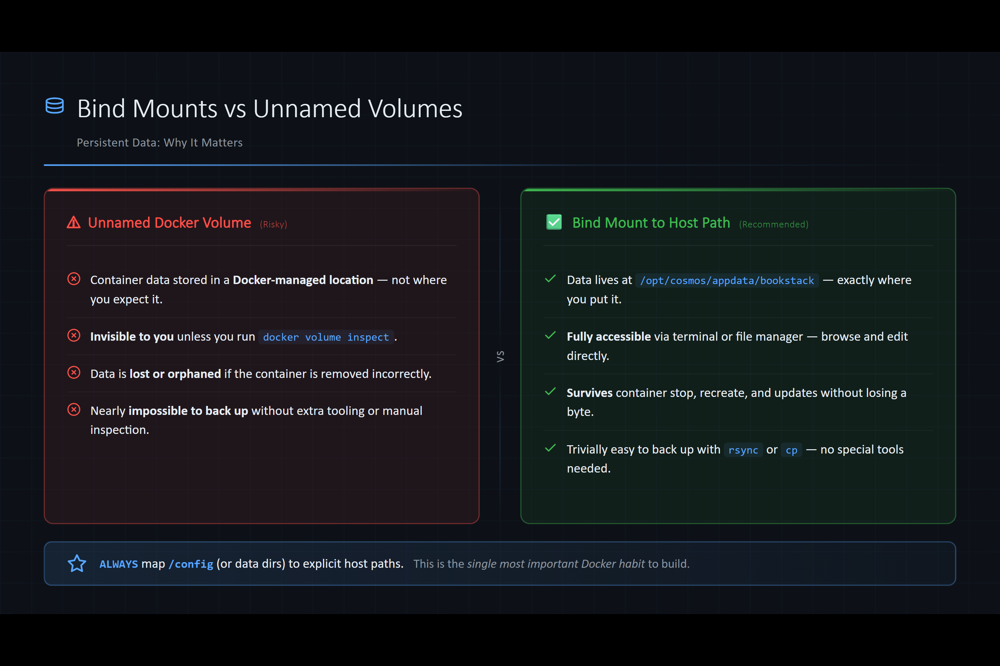 Bind Mounts vs Unnamed Volumes
Persistent Data: Why It Matters
Unnamed Docker Volume (Risky)
Container data stored in a Docker-managed location — not where
you expect it.
Invisible to you unless you run docker volume inspect.
Data is lost or orphaned if the container is removed incorrectly.
Nearly impossible to back up without extra tooling or manual
inspection.
VS
Bind Mount to Host Path (Recommended)
Data lives at /opt/cosmos/appdata/bookstack — exactly where
you put it.
Fully accessible via terminal or file manager — browse and edit
directly.
Survives container stop, recreate, and updates without losing a
byte.
Trivially easy to back up with rsync or cp — no special tools
needed.
ALWAYS map /config (or data dirs) to explicit host paths. This is the single most important Docker habit to build.